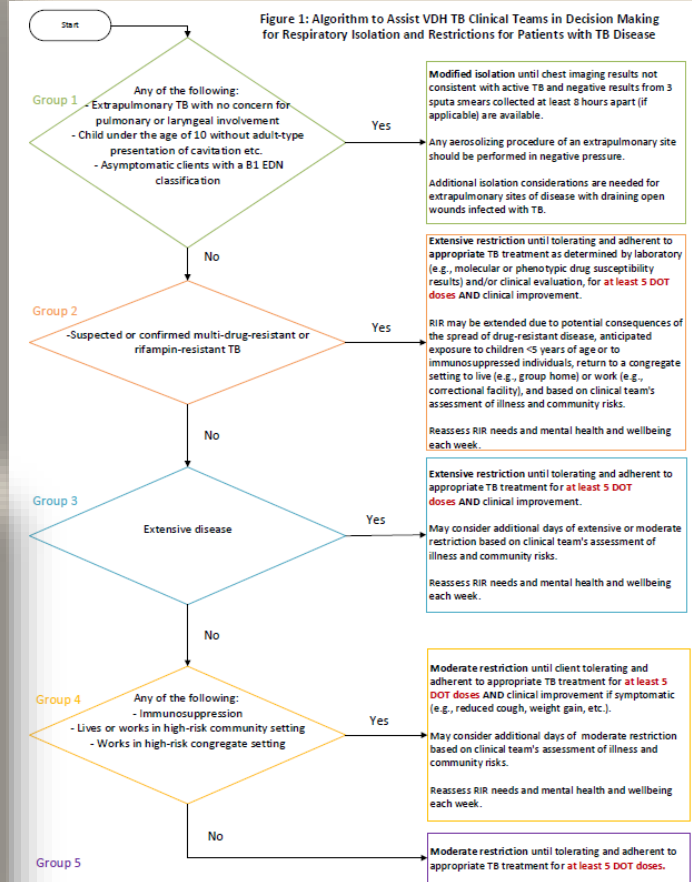 Start
Figure 1: Algorithm to Assist VDH TB Clinical Teams in Decision Making
for Respiratory Isolation and Restrictions for Patients with TB Disease
Group 1
Any of the following:
- Extrapulmonary TB with no concern for
pulmonary or laryngeal involvement
- Child under the age of 10 without adult-type
presentation of cavitation etc.
- Asymptomatic clients with a B1 EDN
classification
Yes
Modified isolation until chest imaging results not
consistent with active TB and negative results from 3
sputa smears collected at least 8 hours apart (if
applicable) are available.
Any aerosolizing procedure of an extrapulmonary site
should be performed in negative pressure.
Additional isolation considerations are needed for
extrapulmonary sites of disease with draining open
wounds infected with TB.
No
Group 2
-Suspected or confirmed multi-drug-resistant or
rifampin-resistant TB
Yes
Extensive restriction until tolerating and adherent to
appropriate TB treatment as determined by laboratory
(e.g., molecular or phenotypic drug susceptibility
results) and/or clinical evaluation, for at least 5 DOT
doses AND clinical improvement.
RIR may be extended due to potential consequences of
the spread of drug-resistant disease, anticipated
exposure to children <5 years of age or to
immunosuppressed individuals, return to a congregate
setting to live (e.g., group home) or work (e.g.,
correctional facility), and based on clinical team's
assessment of illness and community risks.
Reassess RIR needs and mental health and wellbeing
each week.
No
Group 3
Extensive disease
Yes
Extensive restriction until tolerating and adherent to
appropriate TB treatment for at least 5 DOT
doses AND clinical improvement.
May consider additional days of extensive or moderate
restriction based on clinical team's assessment of
illness and community risks.
Reassess RIR needs and mental health and wellbeing
each week.
No
Group 4
Any of the following:
- Immunosuppression
- Lives or works in high-risk community setting
- Works in high-risk congregate setting
Yes
Moderate restriction until client tolerating and
adherent to appropriate TB treatment for at least 5
DOT doses AND clinical improvement if symptomatic
(e.g., reduced cough, weight gain, etc.).
May consider additional days of moderate restriction
based on clinical team's assessment of illness and
community risks.
Reassess RIR needs and mental health and wellbeing
each week.
No
Group 5
Moderate restriction until tolerating and adherent to
appropriate TB treatment for at least 5 DOT doses.